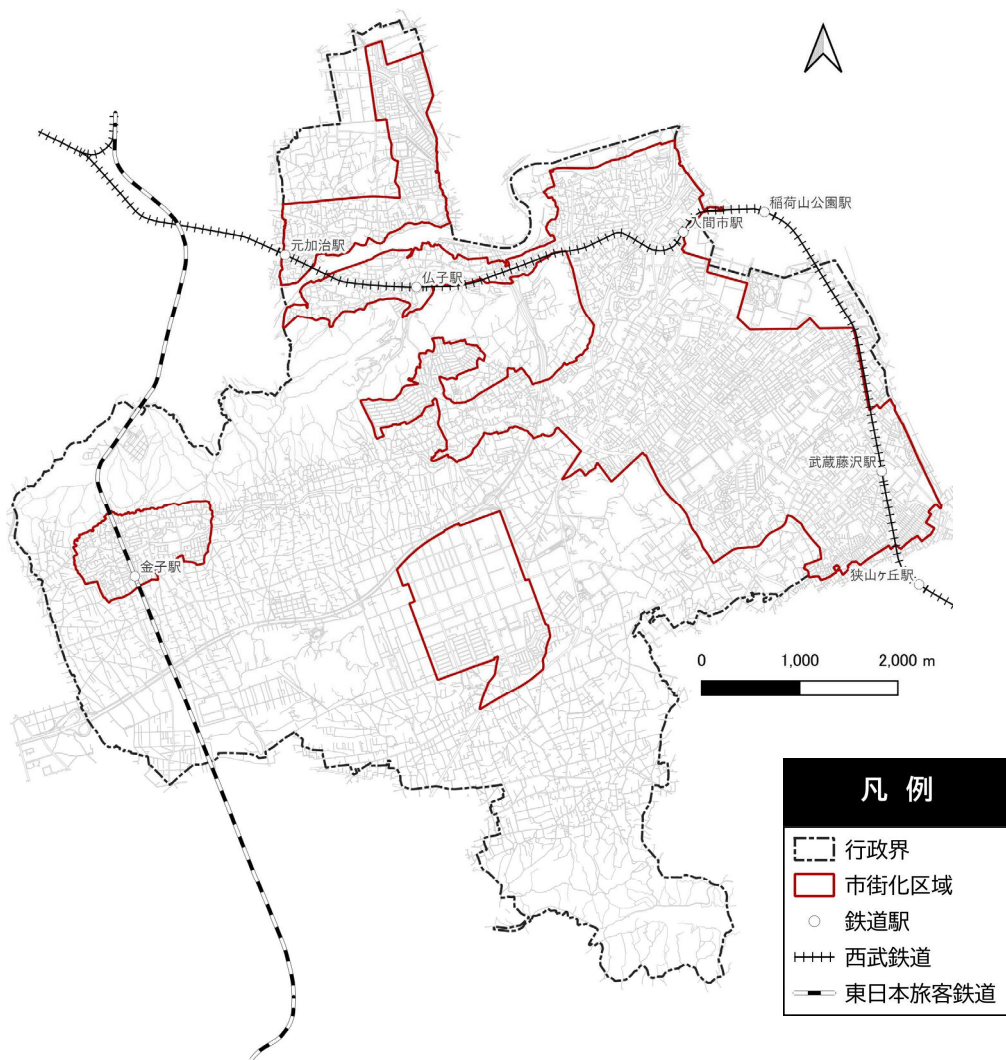 稲荷山公園駅
入間市駅
元加治駅
仏子駅
武蔵藤沢駅
金子駅
狭山ヶ丘駅
0 1,000 2,000 m
凡 例
行政界
市街化区域
鉄道駅
西武鉄道
東日本旅客鉄道